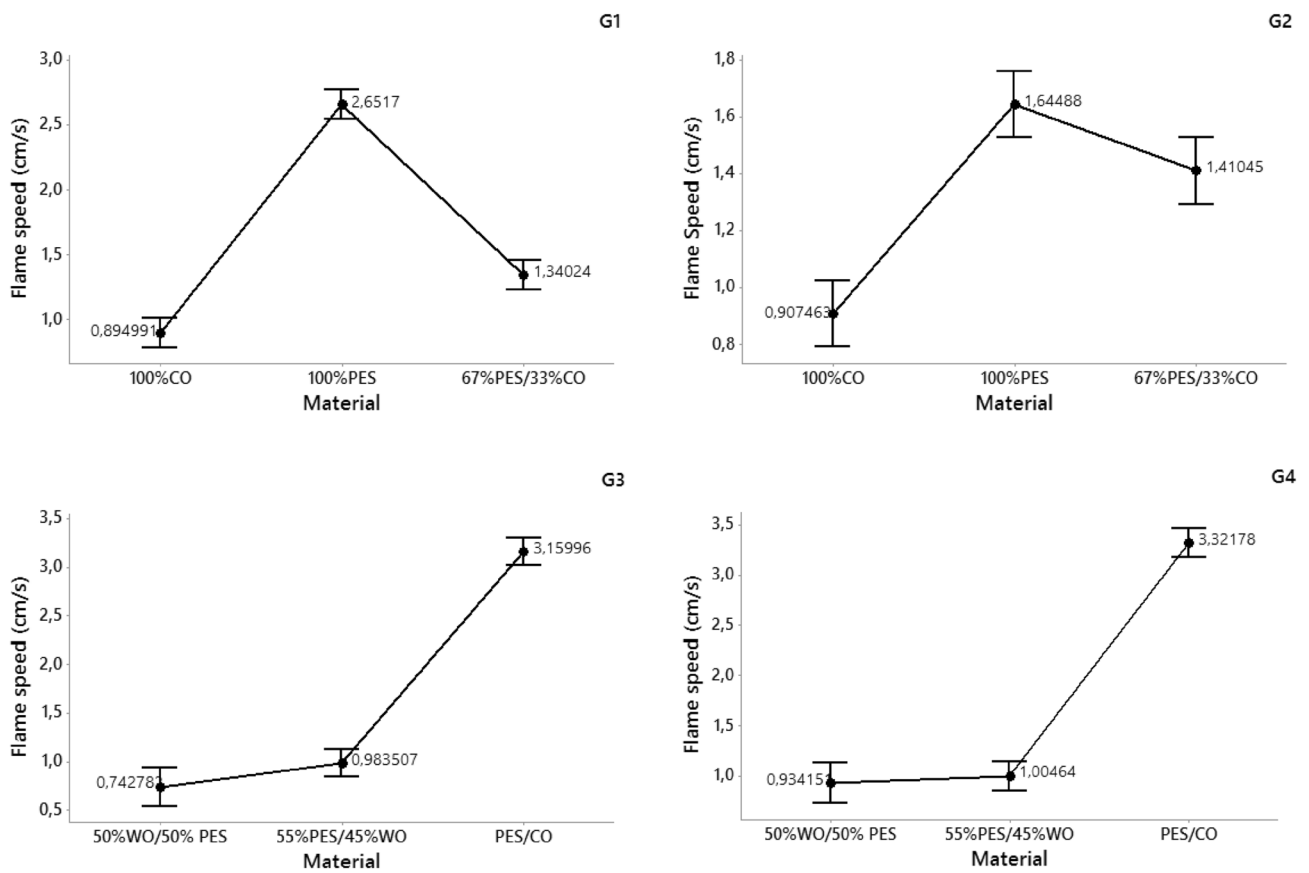 G1
Flame speed (cm/s)
3,0
2,5
2,0
1,5
1,0
0,894991
2,6517
1,34024
100%CO
100%PES
67%PES/33%CO
Material
G2
Flame Speed (cm/s)
1,8
1,6
1,4
1,2
1,0
0,8
0,907463
1,64488
1,41045
100%CO
100%PES
67%PES/33%CO
Material
G3
Flame speed (cm/s)
3,5
3,0
2,5
2,0
1,5
1,0
0,5
0,983507
3,15996
50%WO/50% PES
55%PES/45%WO
PES/CO
Material
G4
Flame speed (cm/s)
3,5
3,0
2,5
2,0
1,5
1,0
1,00464
3,32178
50%WO/50% PES
55%PES/45%WO
PES/CO
Material